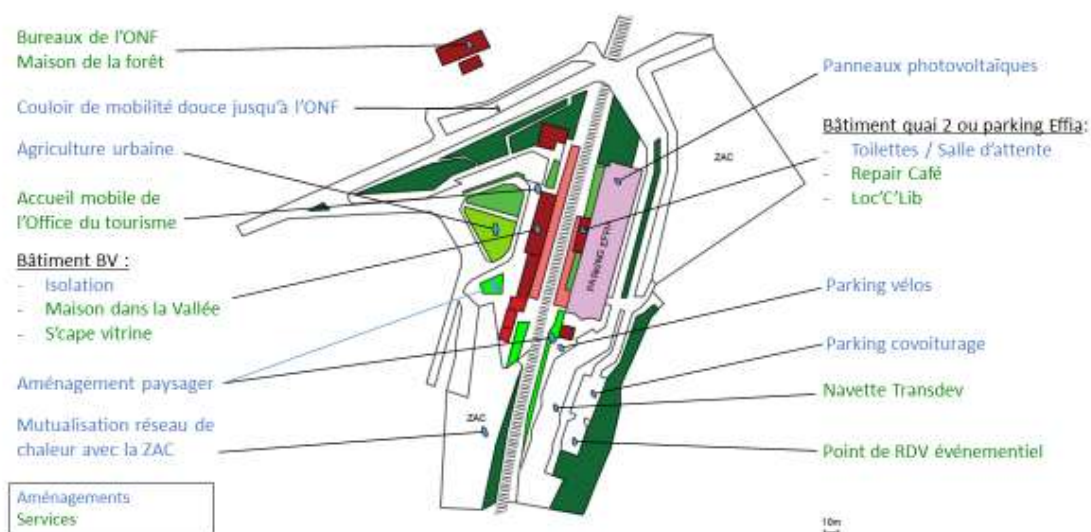 Bureaux de l'ONF
Maison de la forêt
Couloir de mobilité douce jusqu'à l'ONF
Agriculture urbaine
Accueil mobile de
l'Office du tourisme
Bâtiment BV :
- Isolation
- Maison dans la Vallée
- S'cape vitrine
Aménagement paysager
Mutualisation réseau de
chaleur avec la ZAC
Aménagements
Services
ZAC
PARKING EFFIA
ZAC
Panneaux photovoltaïques
Bâtiment quai 2 ou parking Effia:
- Toilettes / Salle d'attente
- Repair Café
- Loc'C'Lib
Parking vélos
Parking covoiturage
Navette Transdev
Point de RDV événementiel
10m